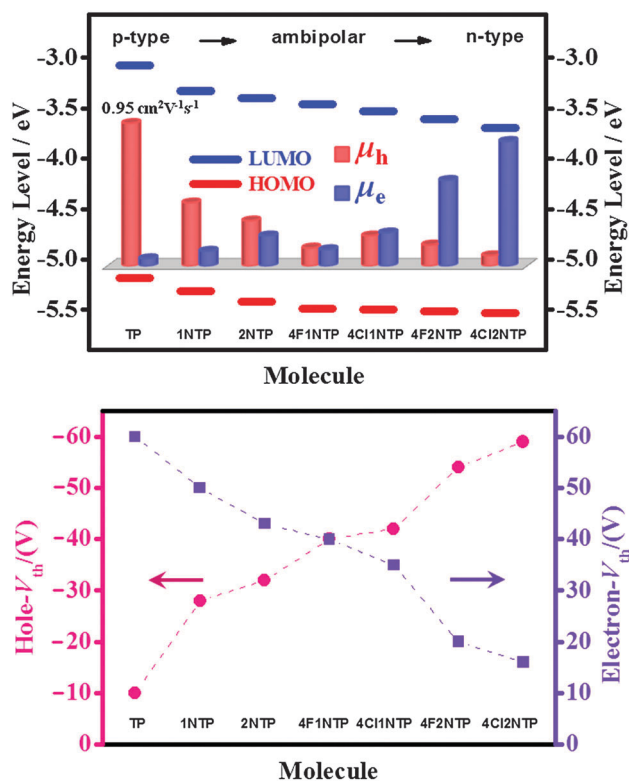 p-type → ambipolar → n-type
-3.0 -3.0
-3.5 -3.5
0.95 cm²V⁻¹s⁻¹
-4.0 LUMO μh -4.0
HOMO μe
-4.5 -4.5
-5.0 -5.0
-5.5 -5.5
Energy Level / eV
Energy Level / eV
TP 1NTP 2NTP 4F1NTP 4Cl1NTP 4F2NTP 4Cl2NTP
Molecule
-60 60
-50 50
-40 40
-30 30
-20 20
-10 10
0 0
Hole-Vth/(V)
Electron-Vth/(V)
TP 1NTP 2NTP 4F1NTP 4Cl1NTP 4F2NTP 4Cl2NTP
Molecule